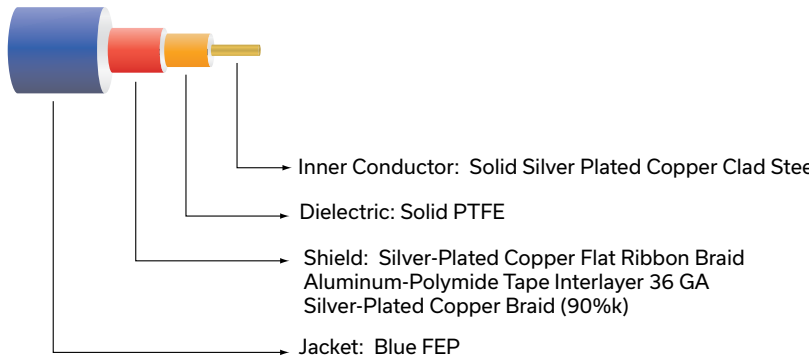 Inner Conductor: Solid Silver Plated Copper Clad Stee
Dielectric: Solid PTFE
Shield: Silver-Plated Copper Flat Ribbon Braid
Aluminum-Polymide Tape Interlayer 36 GA
Silver-Plated Copper Braid (90%k)
Jacket: Blue FEP